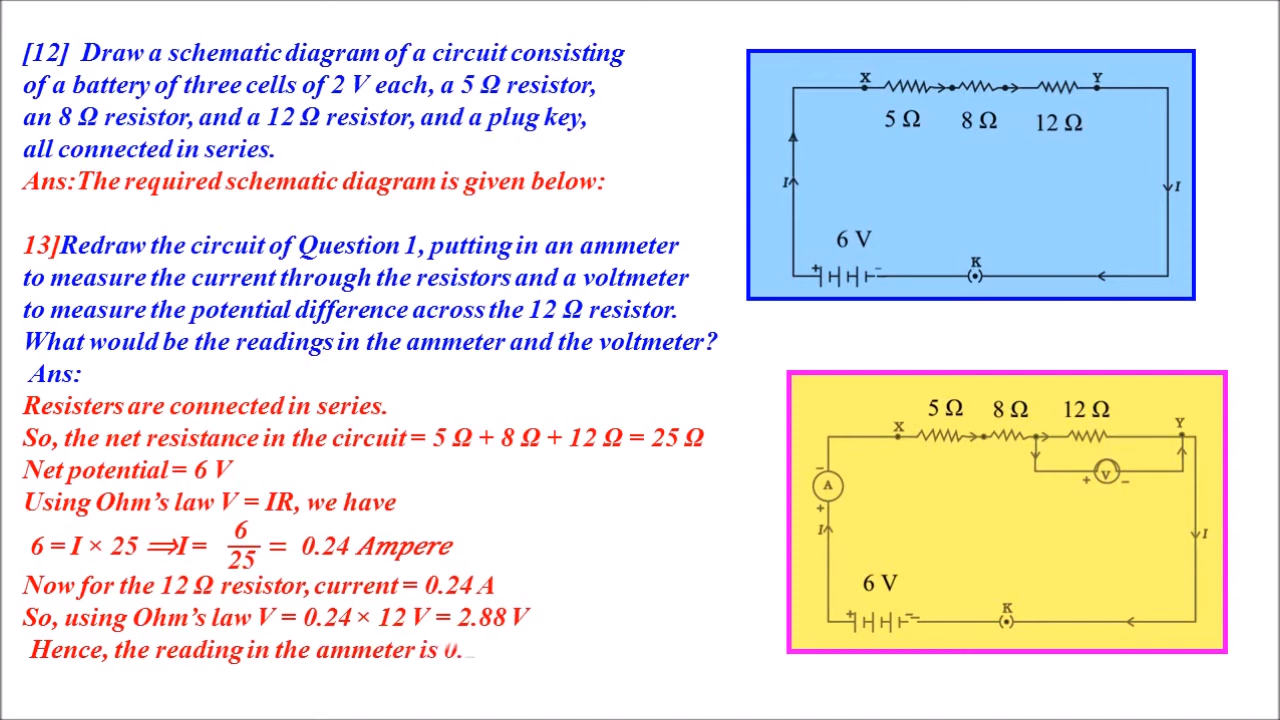 [12] Draw a schematic diagram of a circuit consisting
of a battery of three cells of 2 V each, a 5 Ω resistor,
an 8 Ω resistor, and a 12 Ω resistor, and a plug key,
all connected in series.
Ans:The required schematic diagram is given below:
13]Redraw the circuit of Question 1, putting in an ammeter
to measure the current through the resistors and a voltmeter
to measure the potential difference across the 12 Ω resistor.
What would be the readings in the ammeter and the voltmeter?
Ans:
Resisters are connected in series.
So, the net resistance in the circuit = 5 Ω + 8 Ω + 12 Ω = 25 Ω
Net potential = 6 V
Using Ohm's law V = IR, we have
6 = I × 25 ⟹ I = 6/25 = 0.24 Ampere
Now for the 12 Ω resistor, current = 0.24 A
So, using Ohm's law V = 0.24 × 12 V = 2.88 V
Hence, the reading in the ammeter is 0.
X Y
5 Ω 8 Ω 12 Ω
I I
6 V
+ − K
5 Ω 8 Ω 12 Ω
X Y
− + V −
A
+
I I
6 V
+ − K